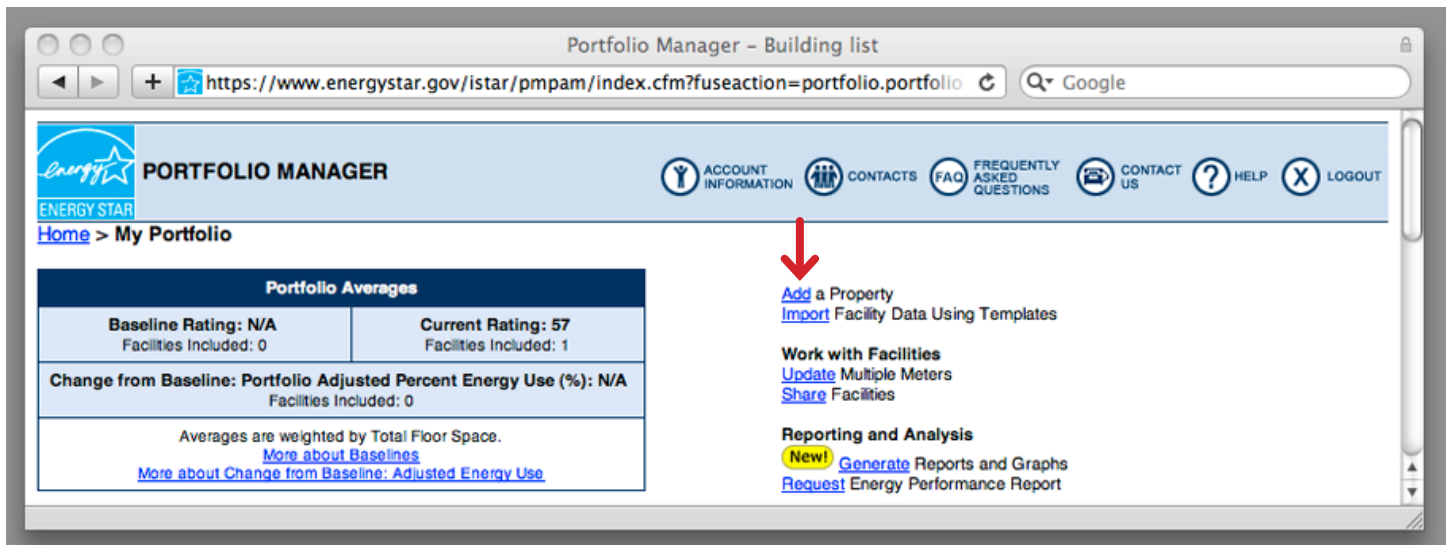 Portfolio Manager – Building list
https://www.energystar.gov/istar/pmpam/index.cfm?fuseaction=portfolio.portfolio
Google
energy
ENERGY STAR
PORTFOLIO MANAGER
ACCOUNT
INFORMATION
CONTACTS
FAQ
FREQUENTLY
ASKED
QUESTIONS
CONTACT
US
?
HELP
X
LOGOUT
Home > My Portfolio
Portfolio Averages
Baseline Rating: N/A
Facilities Included: 0
Current Rating: 57
Facilities Included: 1
Change from Baseline: Portfolio Adjusted Percent Energy Use (%): N/A
Facilities Included: 0
Averages are weighted by Total Floor Space.
More about Baselines
More about Change from Baseline: Adjusted Energy Use
Add a Property
Import Facility Data Using Templates
Work with Facilities
Update Multiple Meters
Share Facilities
Reporting and Analysis
New! Generate Reports and Graphs
Request Energy Performance Report